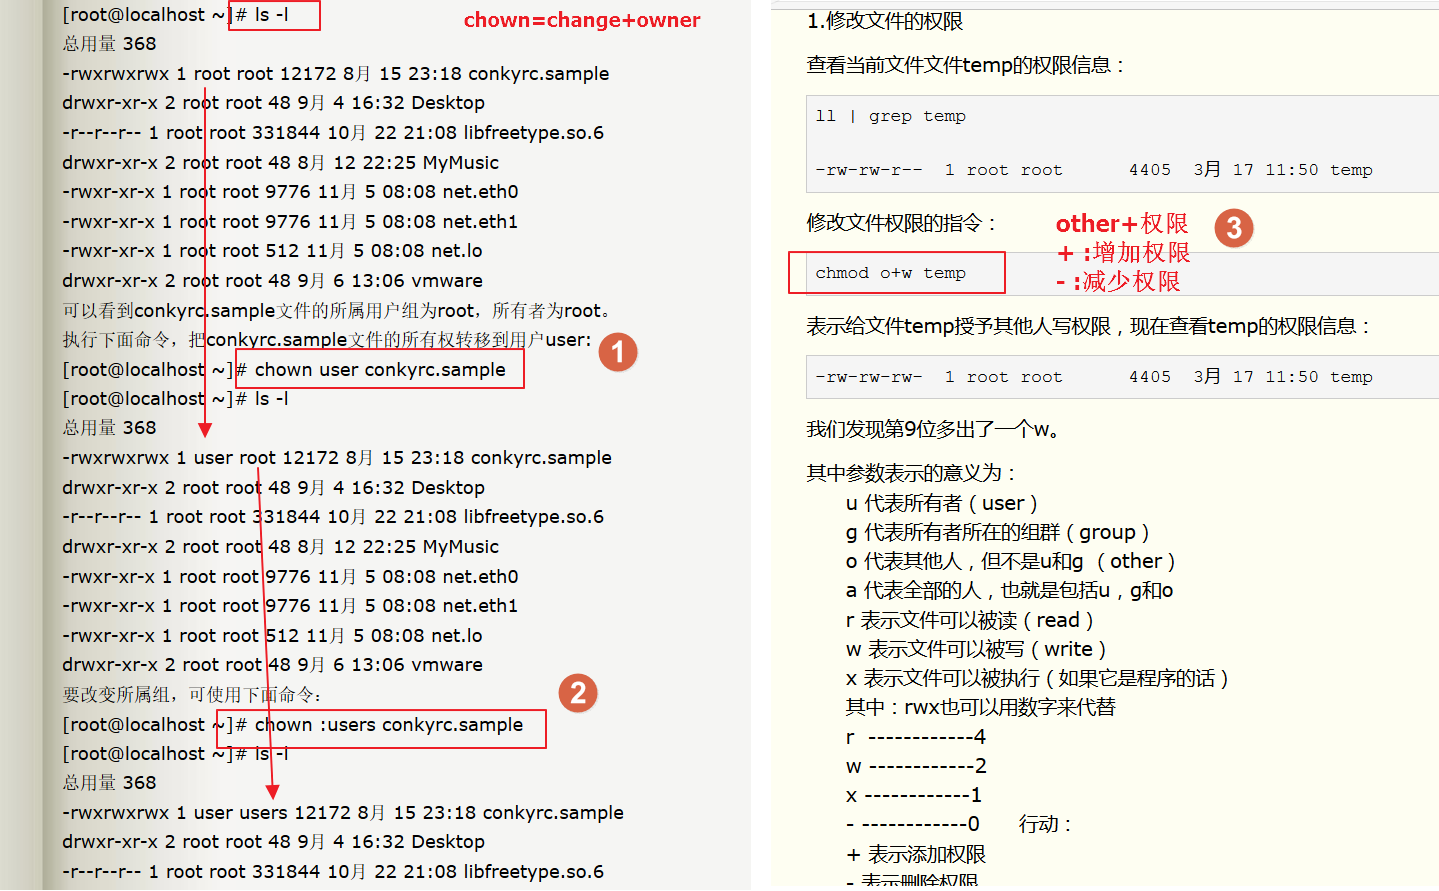 [root@localhost ~]# ls -l
chown=change+owner
总用量 368
-rwxrwxrwx 1 root root 12172 8月 15 23:18 conkyrc.sample
drwxr-xr-x 2 root root 48 9月 4 16:32 Desktop
-r--r--r-- 1 root root 331844 10月 22 21:08 libfreetype.so.6
drwxr-xr-x 2 root root 48 8月 12 22:25 MyMusic
-rwxr-xr-x 1 root root 9776 11月 5 08:08 net.eth0
-rwxr-xr-x 1 root root 9776 11月 5 08:08 net.eth1
-rwxr-xr-x 1 root root 512 11月 5 08:08 net.lo
drwxr-xr-x 2 root root 48 9月 6 13:06 vmware
可以看到conkyrc.sample文件的所属用户组为root，所有者为root。
执行下面命令，把conkyrc.sample文件的所有权转移到用户user:
1
[root@localhost ~]# chown user conkyrc.sample
[root@localhost ~]# ls -l
总用量 368
-rwxrwxrwx 1 user root 12172 8月 15 23:18 conkyrc.sample
drwxr-xr-x 2 root root 48 9月 4 16:32 Desktop
-r--r--r-- 1 root root 331844 10月 22 21:08 libfreetype.so.6
drwxr-xr-x 2 root root 48 8月 12 22:25 MyMusic
-rwxr-xr-x 1 root root 9776 11月 5 08:08 net.eth0
-rwxr-xr-x 1 root root 9776 11月 5 08:08 net.eth1
-rwxr-xr-x 1 root root 512 11月 5 08:08 net.lo
drwxr-xr-x 2 root root 48 9月 6 13:06 vmware
要改变所属组，可使用下面命令：
2
[root@localhost ~]# chown :users conkyrc.sample
[root@localhost ~]# ls -l
总用量 368
-rwxrwxrwx 1 user users 12172 8月 15 23:18 conkyrc.sample
drwxr-xr-x 2 root root 48 9月 4 16:32 Desktop
-r--r--r-- 1 root root 331844 10月 22 21:08 libfreetype.so.6
1.修改文件的权限
查看当前文件文件temp的权限信息：
ll | grep temp
-rw-rw-r-- 1 root root 4405 3月 17 11:50 temp
修改文件权限的指令：
other+权限
3
+ :增加权限
chmod o+w temp
- :减少权限
表示给文件temp授予其他人写权限，现在查看temp的权限信息：
-rw-rw-rw- 1 root root 4405 3月 17 11:50 temp
我们发现第9位多出了一个w。
其中参数表示的意义为：
u 代表所有者（user）
g 代表所有者所在的组群（group）
o 代表其他人，但不是u和g （other）
a 代表全部的人，也就是包括u，g和o
r 表示文件可以被读（read）
w 表示文件可以被写（write）
x 表示文件可以被执行（如果它是程序的话）
其中：rwx也可以用数字来代替
r ------------4
w ------------2
x ------------1
- ------------0 行动：
+ 表示添加权限
- 表示删除权限